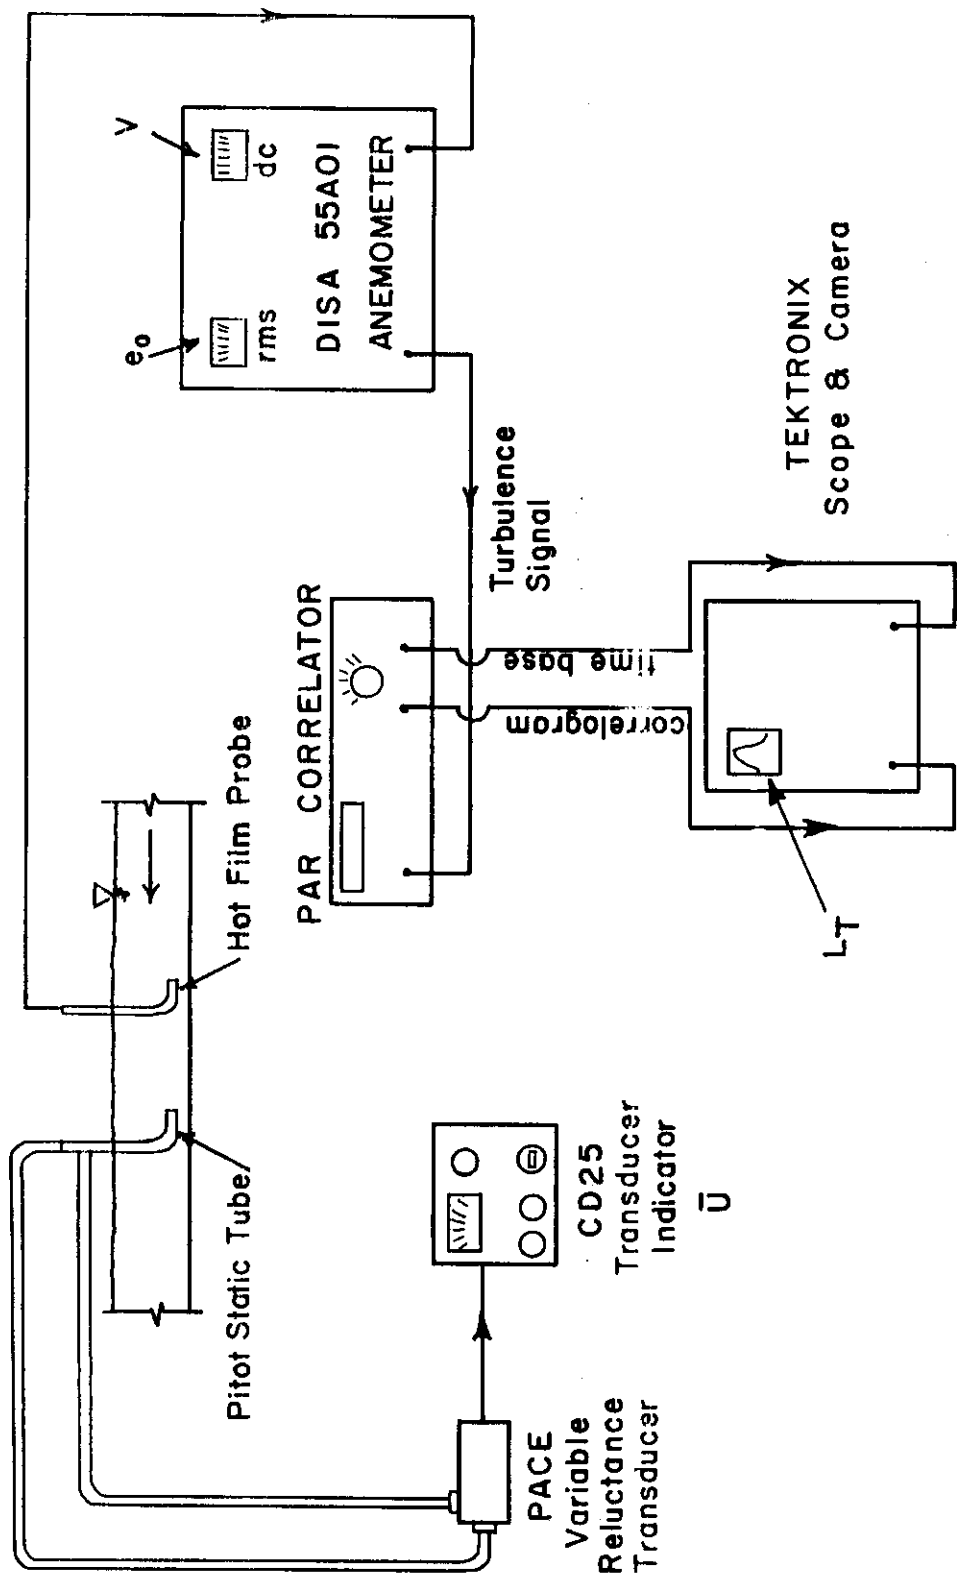 Pitot Static Tube
Hot Film Probe
PACE
Variable
Reluctance
Transducer
CD25
Transducer
Indicator
U̅
PAR CORRELATOR
correlogram
time base
Turbulence
Signal
e₀
rms
V
dc
DISA 55A01
ANEMOMETER
L_T
TEKTRONIX
Scope & Camera